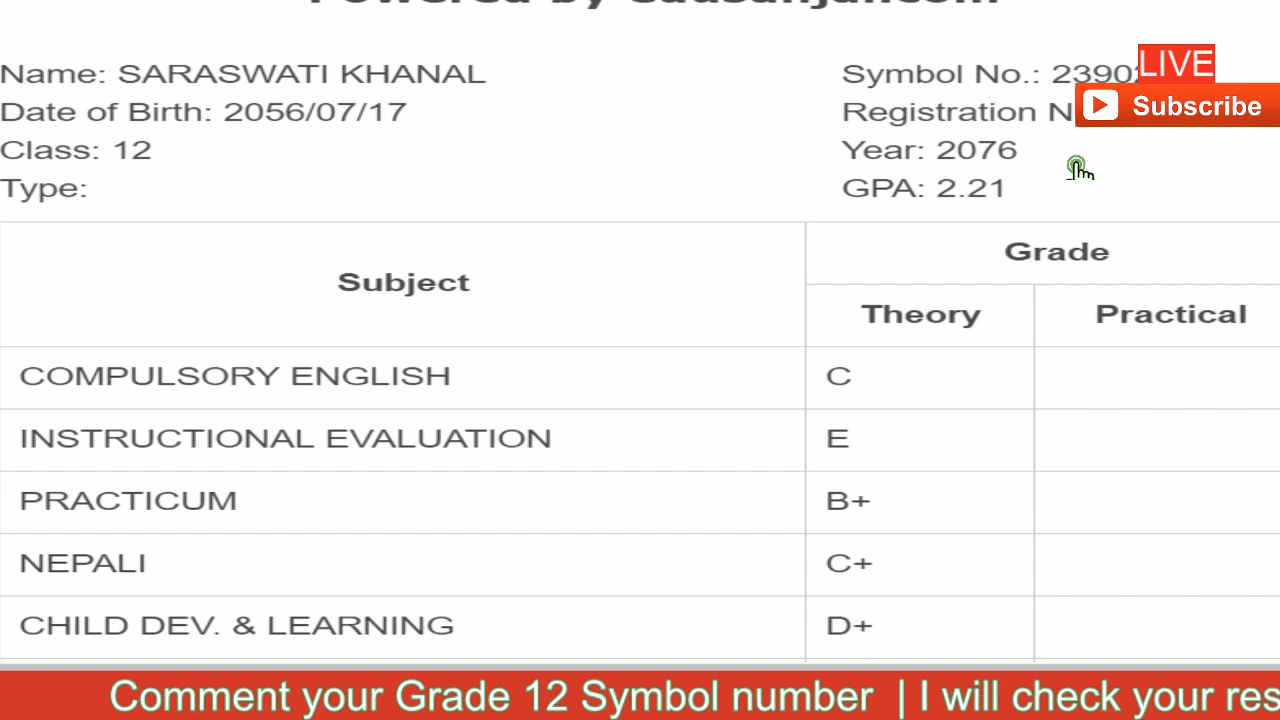 Name: SARASWATI KHANAL
Date of Birth: 2056/07/17
Class: 12
Type:
Symbol No.:
Registration
Year: 2076
GPA: 2.21
LIVE
Subscribe
Subject
Grade
Theory
Practical
COMPULSORY ENGLISH C
INSTRUCTIONAL EVALUATION E
PRACTICUM B+
NEPALI C+
CHILD DEV. & LEARNING D+
Comment your Grade 12 Symbol number | I will check your